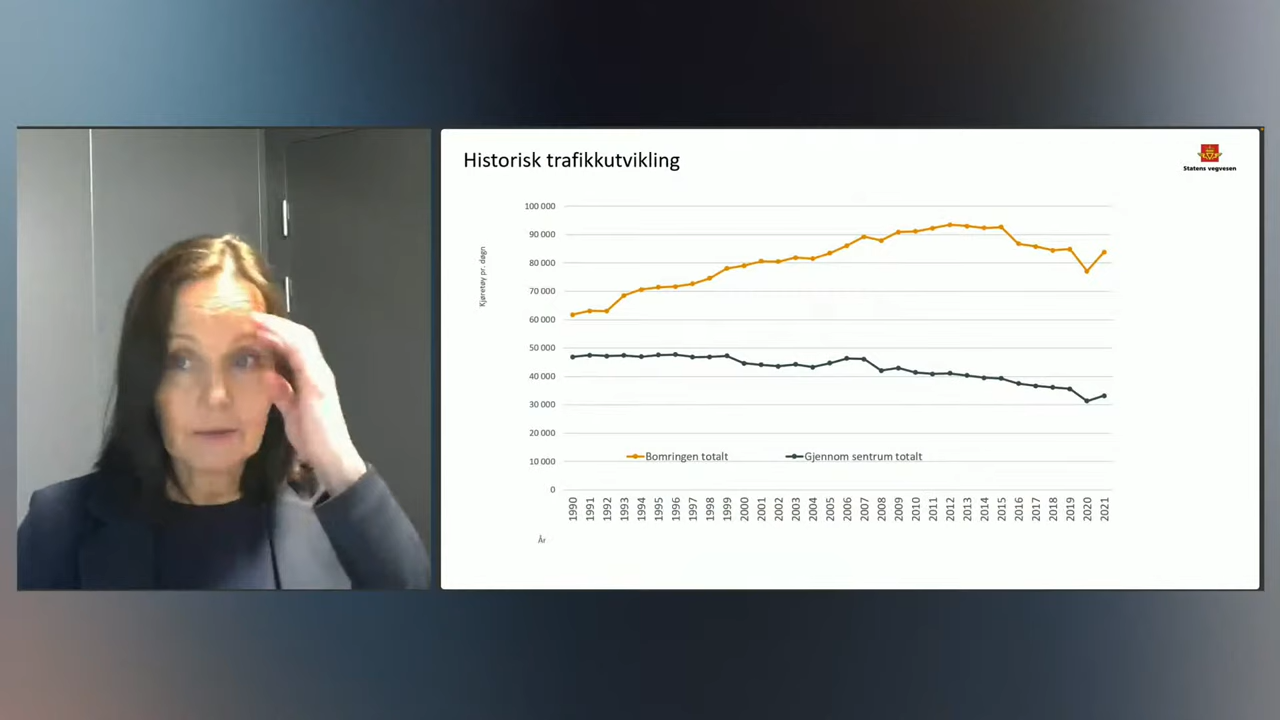 Historisk trafikkutvikling
Statens vegvesen
Kjøretøy pr. døgn
100 000
90 000
80 000
70 000
60 000
50 000
40 000
30 000
20 000
10 000
0
Bomringen totalt
Gjennom sentrum totalt
1990 1991 1992 1993 1994 1995 1996 1997 1998 1999 2000 2001 2002 2003 2004 2005 2006 2007 2008 2009 2010 2011 2012 2013 2014 2015 2016 2017 2018 2019 2020 2021
År